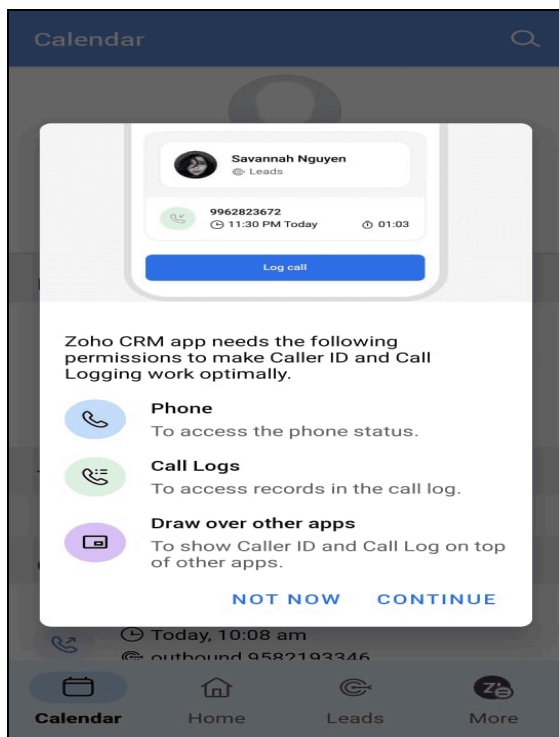 Calendar
Savannah Nguyen
Leads
9962823672
11:30 PM Today
01:03
Log call
Zoho CRM app needs the following
permissions to make Caller ID and Call
Logging work optimally.
Phone
To access the phone status.
Call Logs
To access records in the call log.
Draw over other apps
To show Caller ID and Call Log on top
of other apps.
NOT NOW CONTINUE
Today, 10:08 am
outbound 9582193346
Calendar Home Leads More